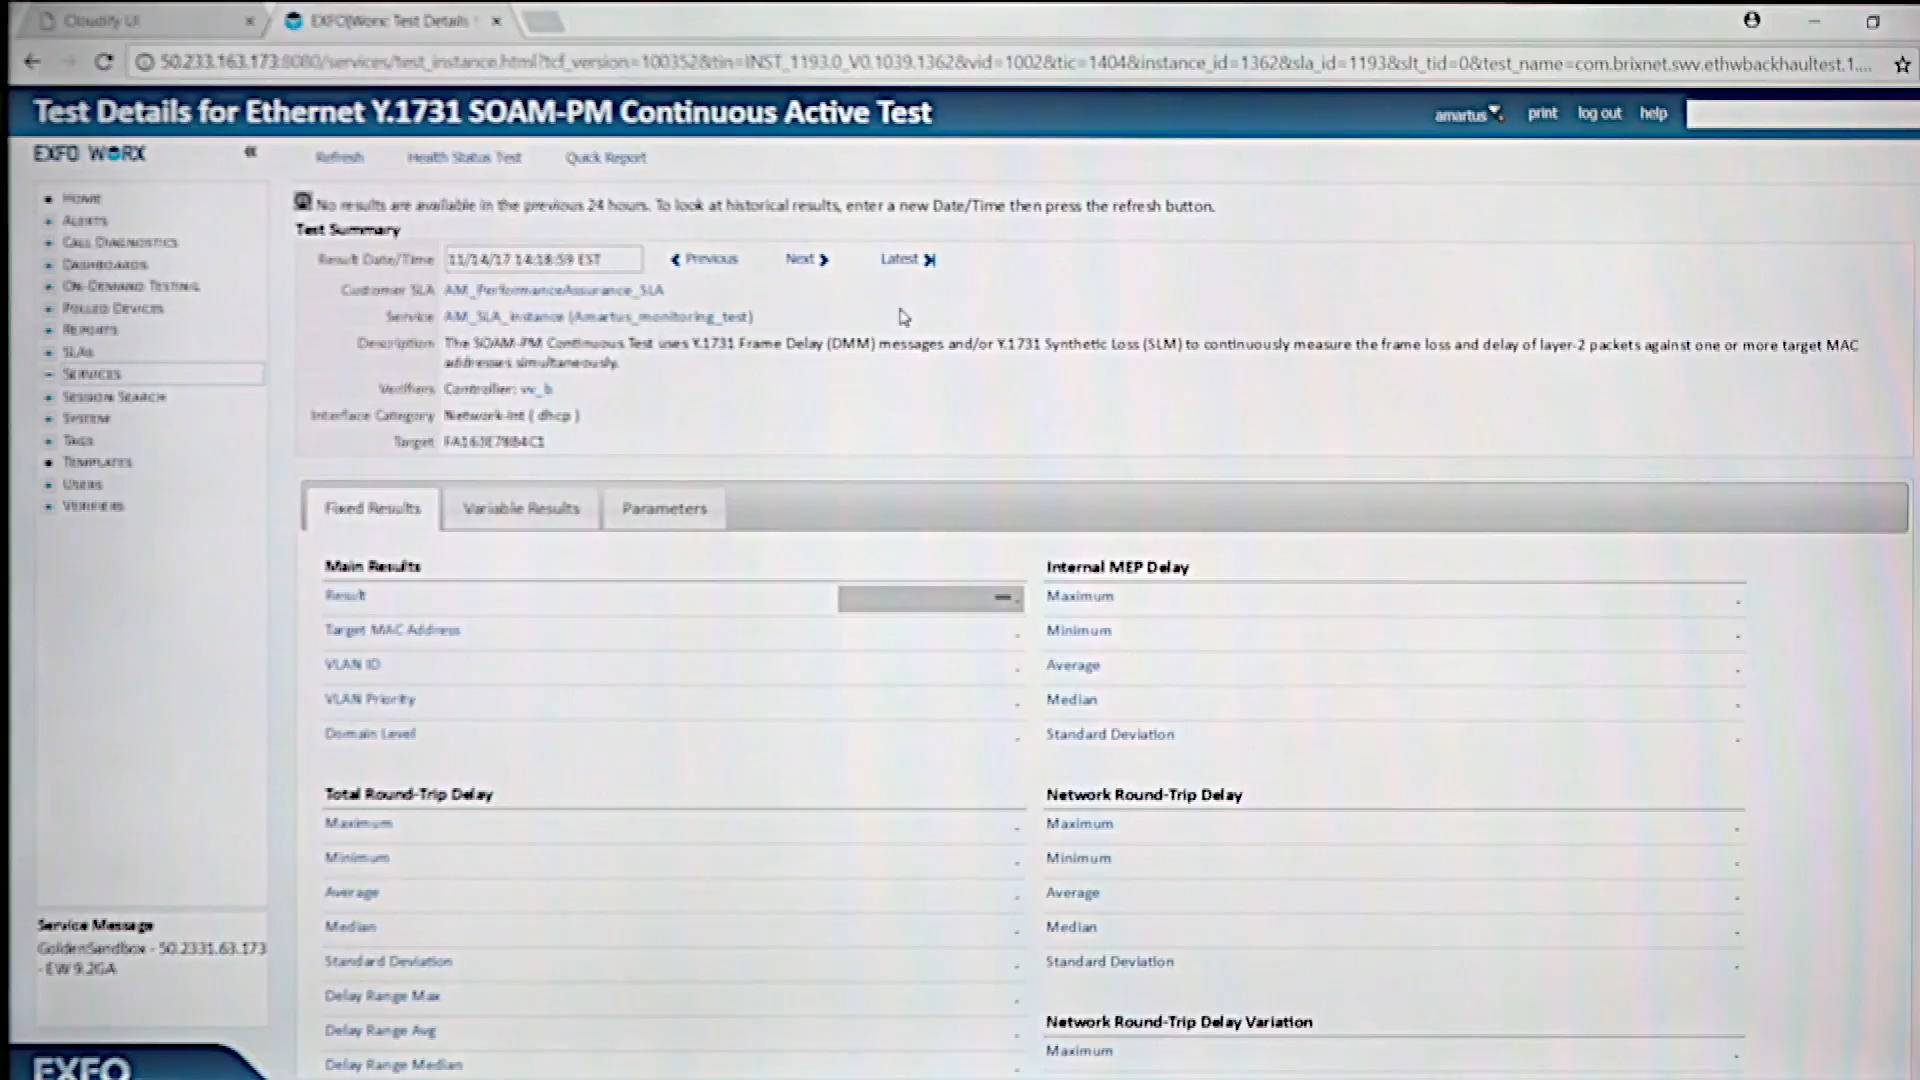 Cloudify UI
EXFO|Worx: Test Details
50.233.163.173:8080/services/test_instance.html?tcf_version=100352&tin=INST_1193.0_V0.1039.1362&vid=1002&tic=1404&instance_id=1362&sla_id=1193&slt_tid=0&test_name=com.brixnet.swv.ethwbackhaultest.1....
Test Details for Ethernet Y.1731 SOAM-PM Continuous Active Test
amartus print log out help
EXFO WORX
Refresh Health Status Test Quick Report
HOME
ALERTS
CALL DIAGNOSTICS
DASHBOARDS
ON-DEMAND TESTING
POLLED DEVICES
REPORTS
SLAS
SERVICES
SESSION SEARCH
SYSTEM
TAGS
TEMPLATES
USERS
VERIFIERS
No results are available in the previous 24 hours. To look at historical results, enter a new Date/Time then press the refresh button.
Test Summary
Result Date/Time 11/14/17 14:18:59 EST Previous Next Latest
Customer SLA AM_PerformanceAssurance_SLA
Service AM_SLA_Instance (Amartus_monitoring_test)
Description The SOAM-PM Continuous Test uses Y.1731 Frame Delay (DMM) messages and/or Y.1731 Synthetic Loss (SLM) to continuously measure the frame loss and delay of layer-2 packets against one or more target MAC
addresses simultaneously.
Verifiers Controller: vv_b
Interface Category Network-Int ( dhcp )
Target FA163E7884C1
Fixed Results Variable Results Parameters
Main Results
Result
Target MAC Address
VLAN ID
VLAN Priority
Domain Level
Internal MEP Delay
Maximum
Minimum
Average
Median
Standard Deviation
Total Round-Trip Delay
Maximum
Minimum
Average
Median
Standard Deviation
Delay Range Max
Delay Range Avg
Delay Range Median
Network Round-Trip Delay
Maximum
Minimum
Average
Median
Standard Deviation
Network Round-Trip Delay Variation
Maximum
Service Message
GoldenSandbox - 50.2331.63.173
- EW 9.2GA
EXFO